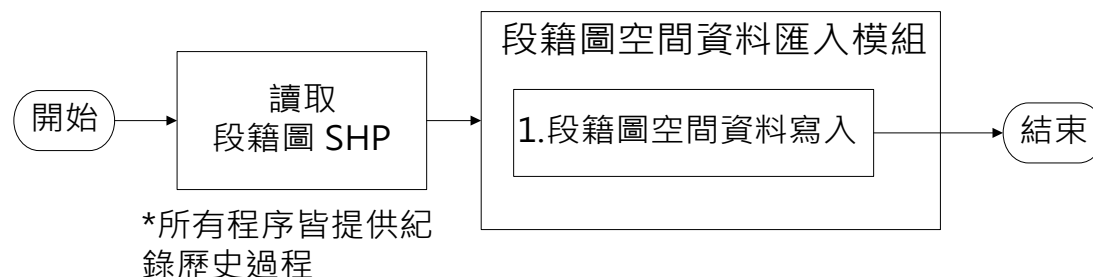 開始
讀取
段籍圖 SHP
段籍圖空間資料匯入模組
1.段籍圖空間資料寫入
結束
*所有程序皆提供紀
錄歷史過程